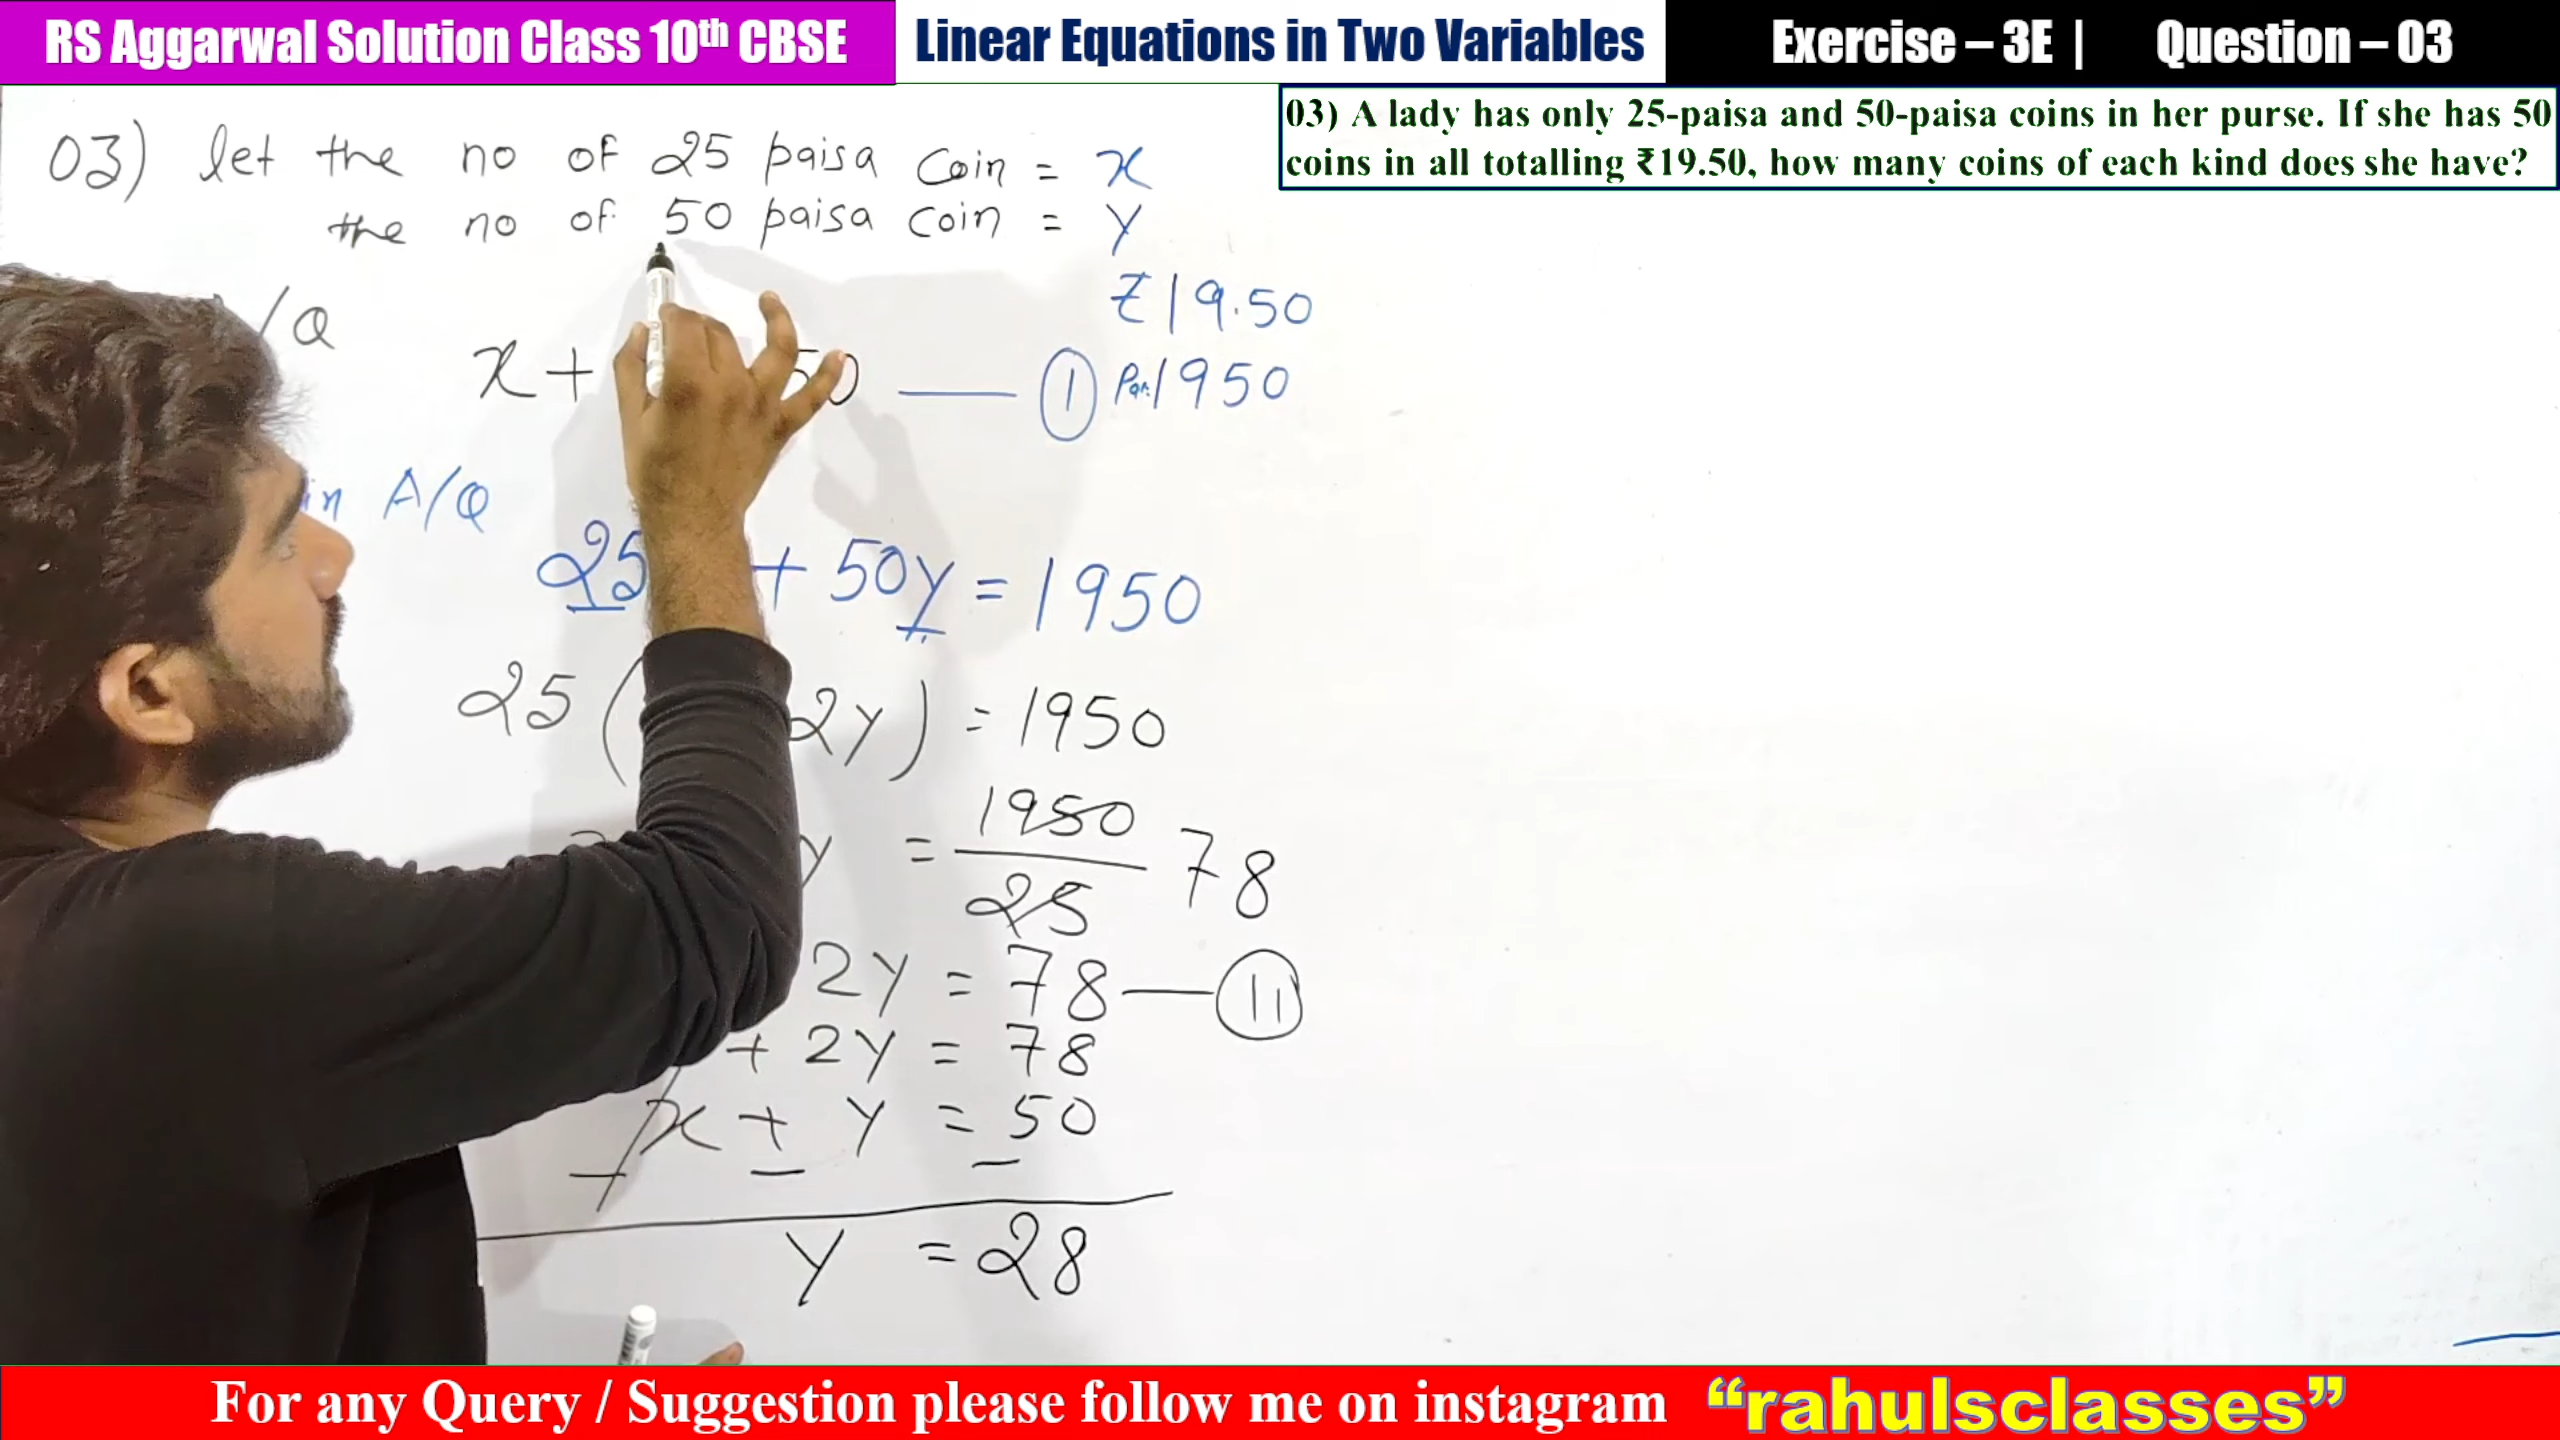 RS Aggarwal Solution Class 10th CBSE
Linear Equations in Two Variables
Exercise – 3E |
Question – 03
03) A lady has only 25-paisa and 50-paisa coins in her purse. If she has 50
coins in all totalling ₹19.50, how many coins of each kind does she have?
03) let the no of 25 paisa coin = x
the no of 50 paisa coin = y
₹19.50
/Q
x+ 50 —— ① 1950
in A/Q
25 + 50y = 1950
25 ( 2y) = 1950
y = 1950/25 78
2y = 78 — 11
+ 2y = 78
x + y = 50
− −
y = 28
For any Query / Suggestion please follow me on instagram “rahulsclasses”